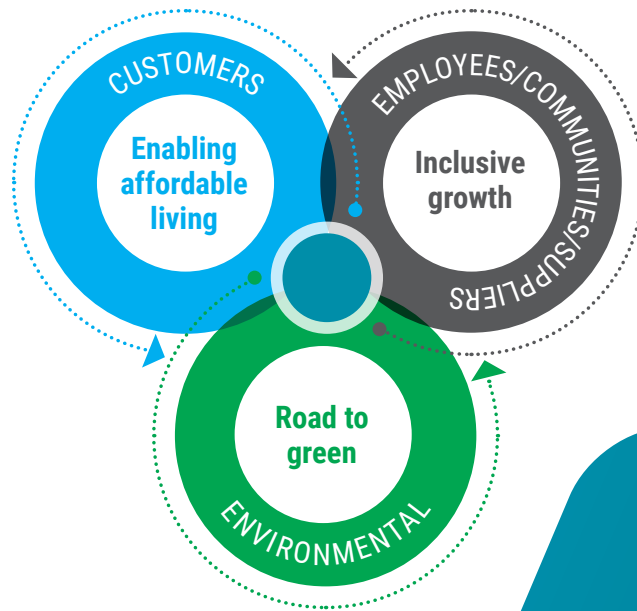 CUSTOMERS
Enabling
affordable
living
EMPLOYEES/COMMUNITIES/SUPPLIERS
Inclusive
growth
Road to
green
ENVIRONMENTAL